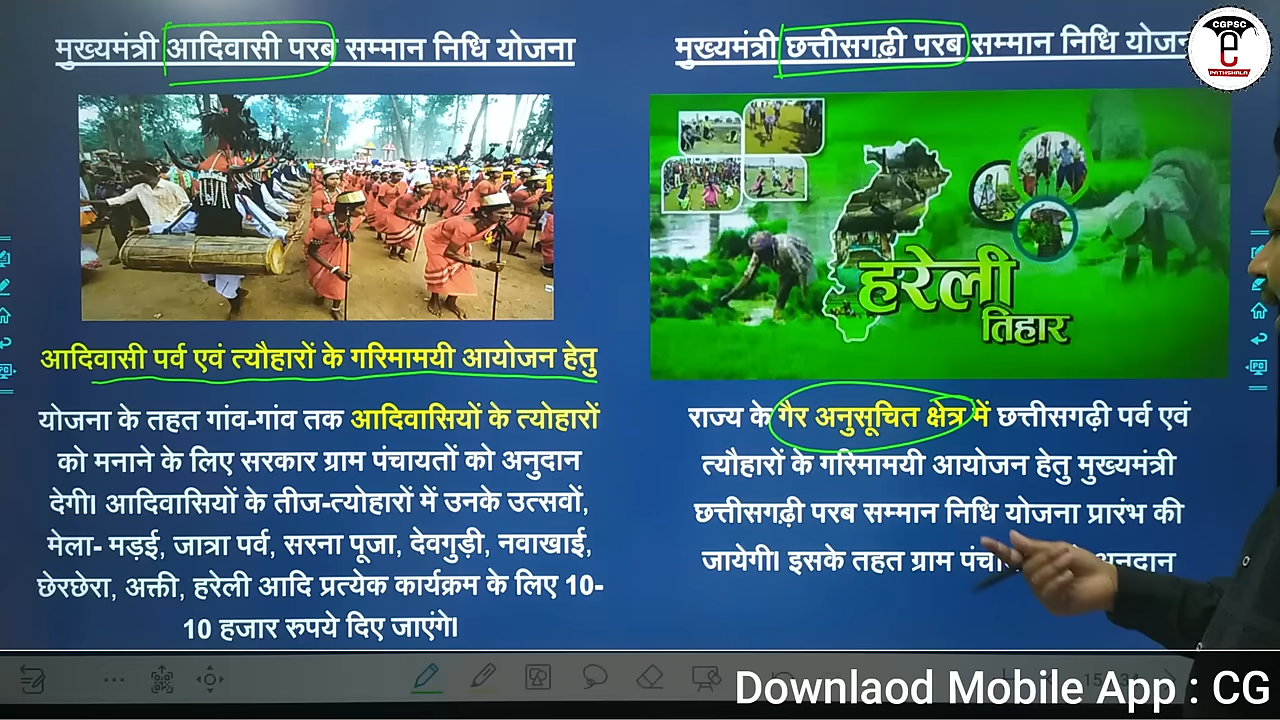 मुख्यमंत्री आदिवासी परब सम्मान निधि योजना
आदिवासी पर्व एवं त्यौहारों के गरिमामयी आयोजन हेतु
योजना के तहत गांव-गांव तक आदिवासियों के त्योहारों
को मनाने के लिए सरकार ग्राम पंचायतों को अनुदान
देगी। आदिवासियों के तीज-त्योहारों में उनके उत्सवों,
मेला- मड़ई, जात्रा पर्व, सरना पूजा, देवगुड़ी, नवाखाई,
छेरछेरा, अक्ती, हरेली आदि प्रत्येक कार्यक्रम के लिए 10-
10 हजार रुपये दिए जाएंगे।
मुख्यमंत्री छत्तीसगढ़ी परब सम्मान निधि
हरेली
तिहार
राज्य के गैर अनुसूचित क्षेत्र में छत्तीसगढ़ी पर्व एवं
त्यौहारों के गरिमामयी आयोजन हेतु मुख्यमंत्री
छत्तीसगढ़ी परब सम्मान निधि योजना प्रारंभ की
जायेगी। इसके तहत ग्राम अनुदान
CGPSC
e
PATHSHALA
Downlaod Mobile App : CG